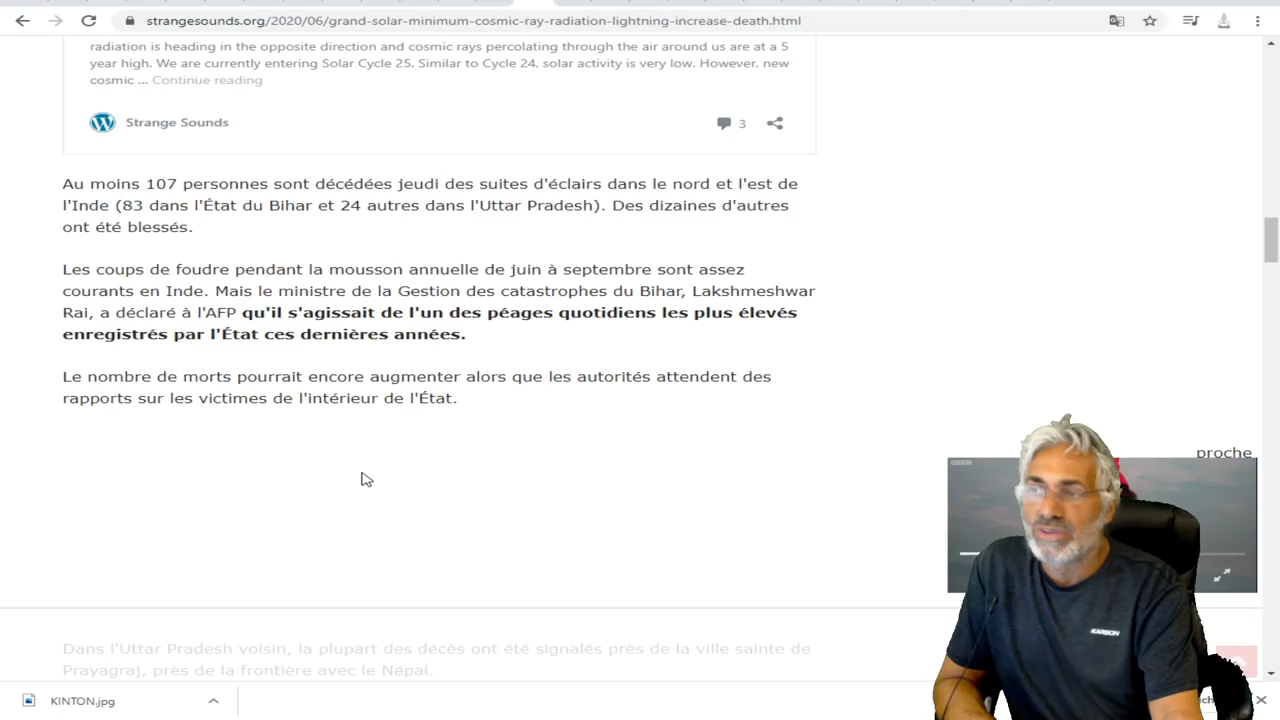 strangesounds.org/2020/06/grand-solar-minimum-cosmic-ray-radiation-lightning-increase-death.html
radiation is heading in the opposite direction and cosmic rays percolating through the air around us are at a 5
year high. We are currently entering Solar Cycle 25. Similar to Cycle 24, solar activity is very low. However, new
cosmic ... Continue reading
Strange Sounds
3
Au moins 107 personnes sont décédées jeudi des suites d'éclairs dans le nord et l'est de
l'Inde (83 dans l'État du Bihar et 24 autres dans l'Uttar Pradesh). Des dizaines d'autres
ont été blessés.
Les coups de foudre pendant la mousson annuelle de juin à septembre sont assez
courants en Inde. Mais le ministre de la Gestion des catastrophes du Bihar, Lakshmeshwar
Rai, a déclaré à l'AFP qu'il s'agissait de l'un des péages quotidiens les plus élevés
enregistrés par l'État ces dernières années.
Le nombre de morts pourrait encore augmenter alors que les autorités attendent des
rapports sur les victimes de l'intérieur de l'État.
proche
KARBON
Dans l'Uttar Pradesh voisin, la plupart des décès ont été signalés près de la ville sainte de
Prayagraj, près de la frontière avec le Népal.
KINTON.jpg